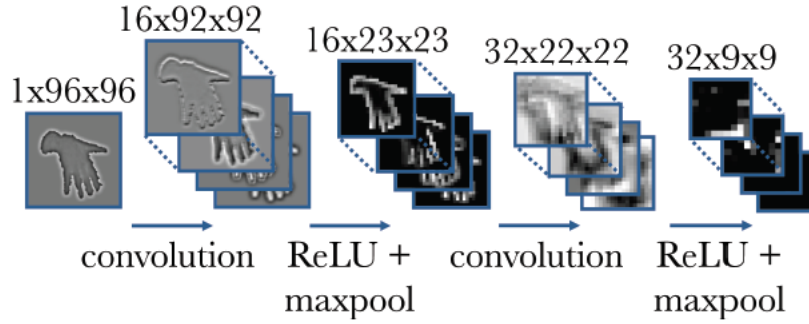 1x96x96
16x92x92
16x23x23
32x22x22
32x9x9
convolution
ReLU +
maxpool
convolution
ReLU +
maxpool